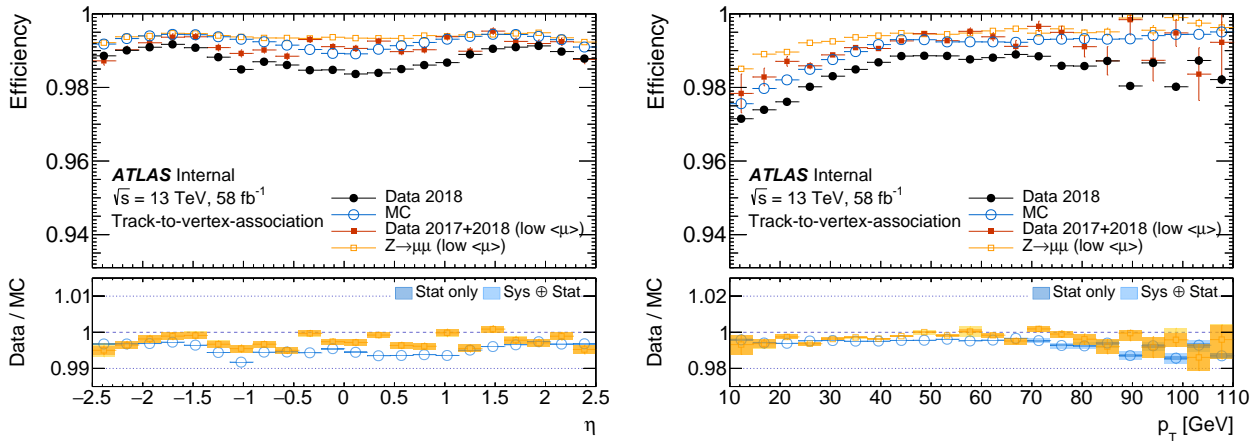 Efficiency
1
0.98
0.96
0.94
ATLAS Internal
√s = 13 TeV, 58 fb⁻¹
Track-to-vertex-association
Data 2018
MC
Data 2017+2018 (low <μ>)
Z→μμ (low <μ>)
Data / MC
1.01
1
0.99
Stat only
Sys ⊕ Stat
−2.5 −2 −1.5 −1 −0.5 0 0.5 1 1.5 2 2.5
η
Efficiency
1
0.98
0.96
0.94
ATLAS Internal
√s = 13 TeV, 58 fb⁻¹
Track-to-vertex-association
Data 2018
MC
Data 2017+2018 (low <μ>)
Z→μμ (low <μ>)
Data / MC
1.02
1
0.98
Stat only
Sys ⊕ Stat
10 20 30 40 50 60 70 80 90 100 110
p_T [GeV]